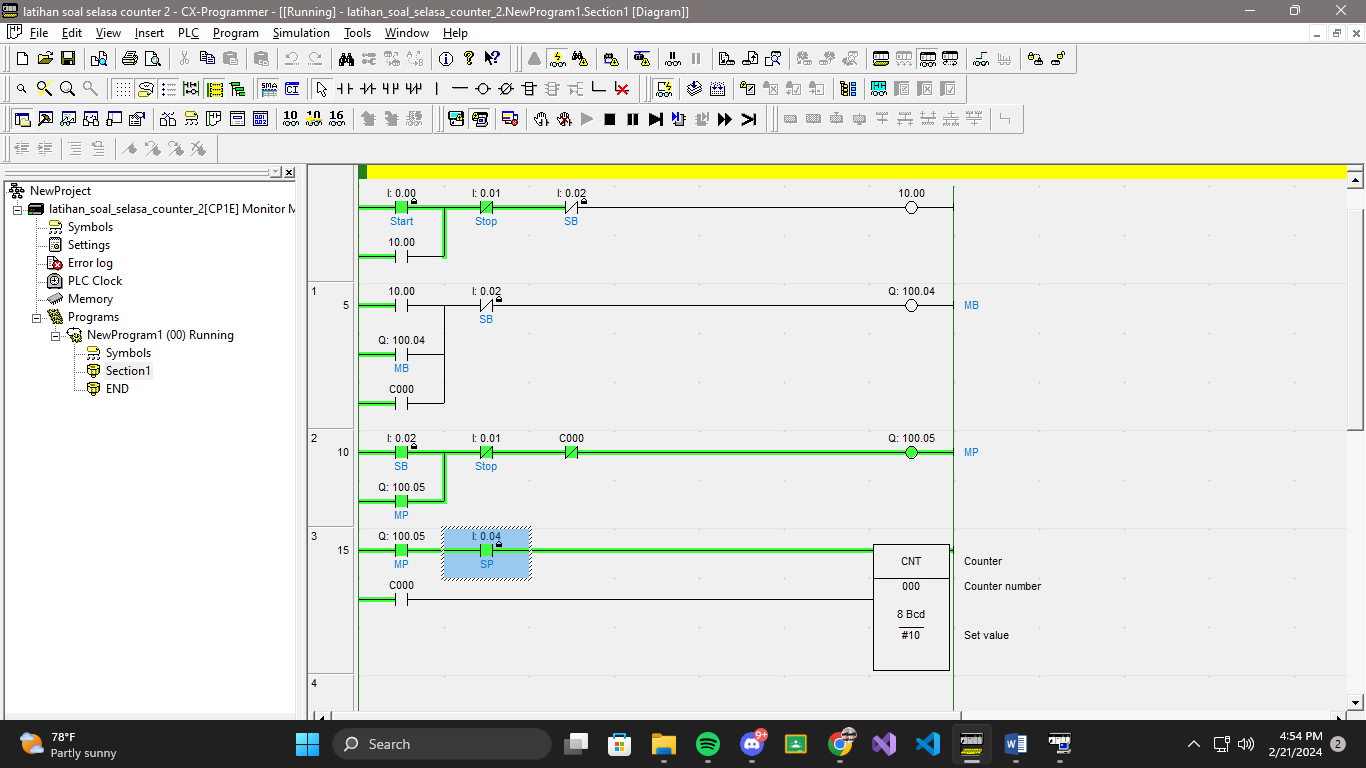 latihan soal selasa counter 2 - CX-Programmer - [[Running] - latihan_soal_selasa_counter_2.NewProgram1.Section1 [Diagram]]
File Edit View Insert PLC Program Simulation Tools Window Help
SMA CI
10 10 16
NewProject
latihan_soal_selasa_counter_2[CP1E] Monitor M
Symbols
Settings
Error log
PLC Clock
Memory
Programs
NewProgram1 (00) Running
Symbols
Section1
END
I: 0.00 I: 0.01 I: 0.02 10.00
Start Stop SB
10.00
1 10.00 I: 0.02 Q: 100.04
5 MB
SB
Q: 100.04
MB
C000
2 I: 0.02 I: 0.01 C000 Q: 100.05
10 MP
SB Stop
Q: 100.05
MP
3 Q: 100.05 I: 0.04
15
MP SP CNT Counter
C000 000 Counter number
8 Bcd
#10 Set value
4
78°F
Partly sunny
Search
9+
4:54 PM
2/21/2024
2